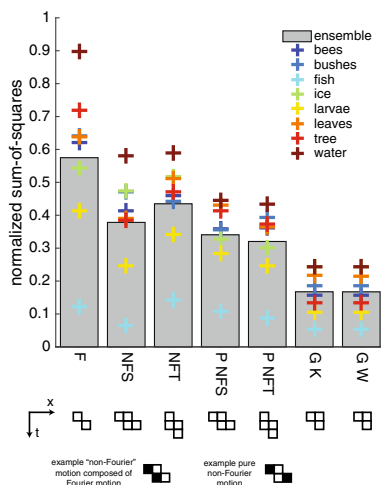 1
0.9
0.8
0.7
0.6
0.5
0.4
0.3
0.2
0.1
0
normalized sum-of-squares
ensemble
bees
bushes
fish
ice
larvae
leaves
tree
water
F
NFS
NFT
P NFS
P NFT
G K
G W
x
t
example “non-Fourier”
motion composed of
Fourier motion
example pure
non-Fourier
motion